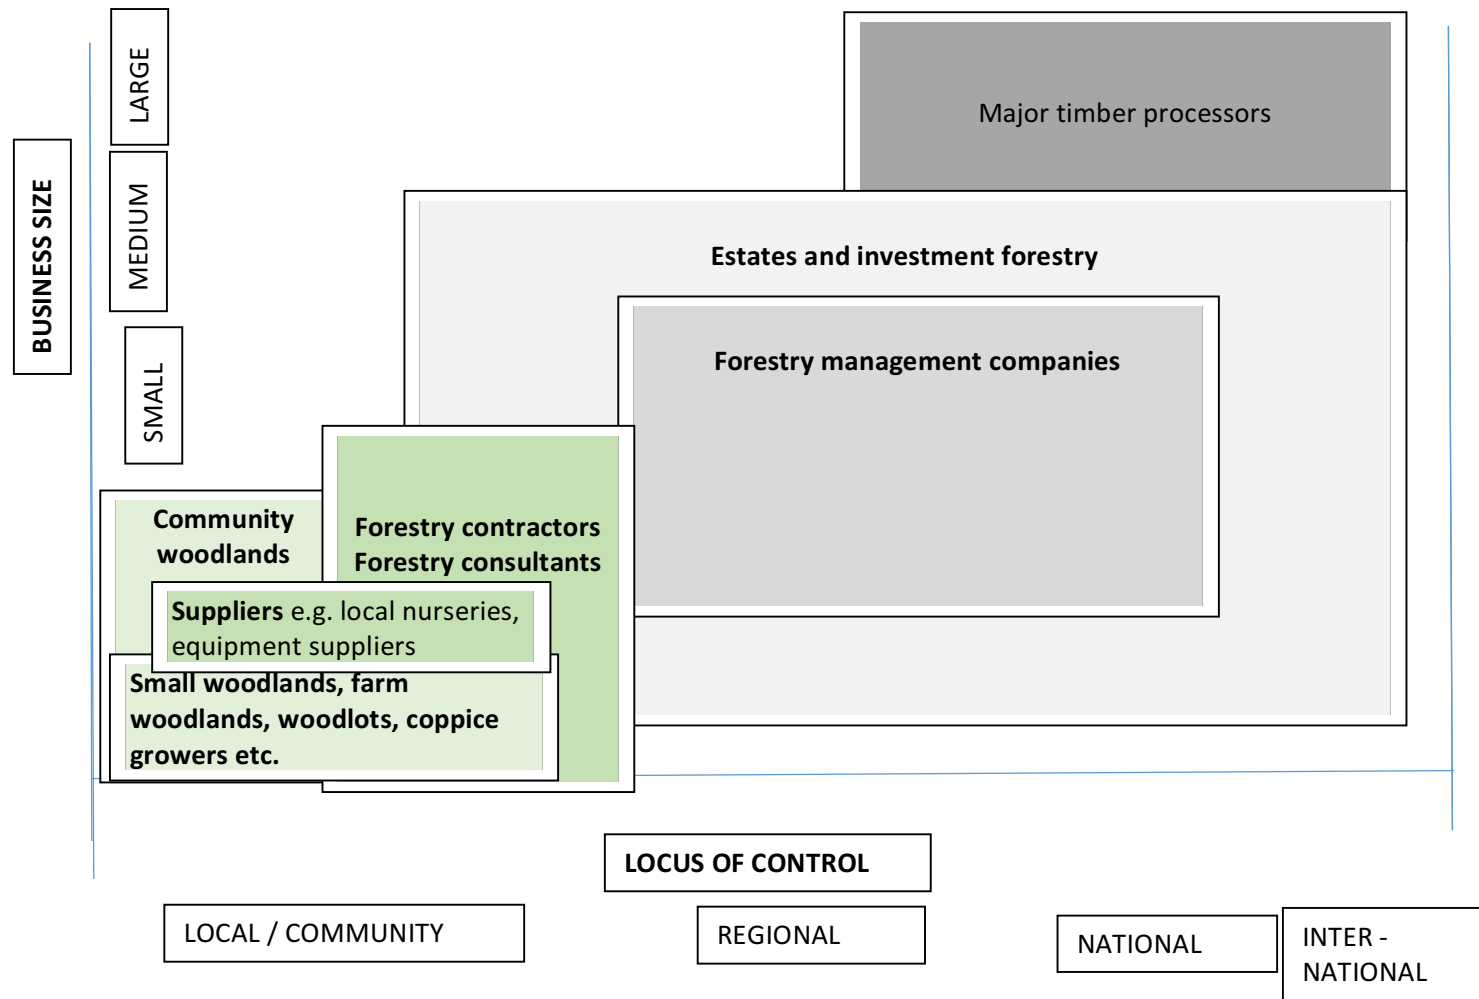 BUSINESS SIZE
LARGE
MEDIUM
SMALL
Major timber processors
Estates and investment forestry
Forestry management companies
Community
woodlands
Forestry contractors
Forestry consultants
Suppliers e.g. local nurseries,
equipment suppliers
Small woodlands, farm
woodlands, woodlots, coppice
growers etc.
LOCUS OF CONTROL
LOCAL / COMMUNITY
REGIONAL
NATIONAL
INTER -
NATIONAL